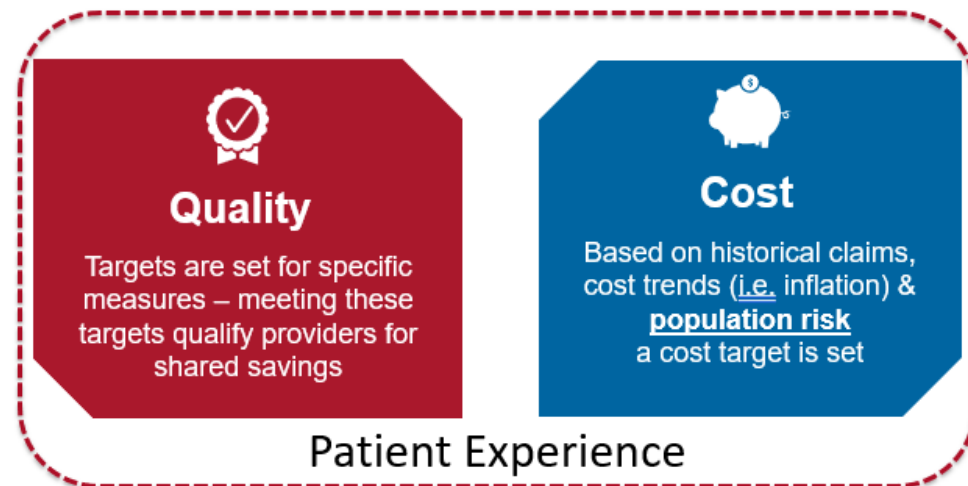 Quality
Targets are set for specific
measures – meeting these
targets qualify providers for
shared savings
$
Cost
Based on historical claims,
cost trends (i.e. inflation) &
population risk
a cost target is set
Patient Experience